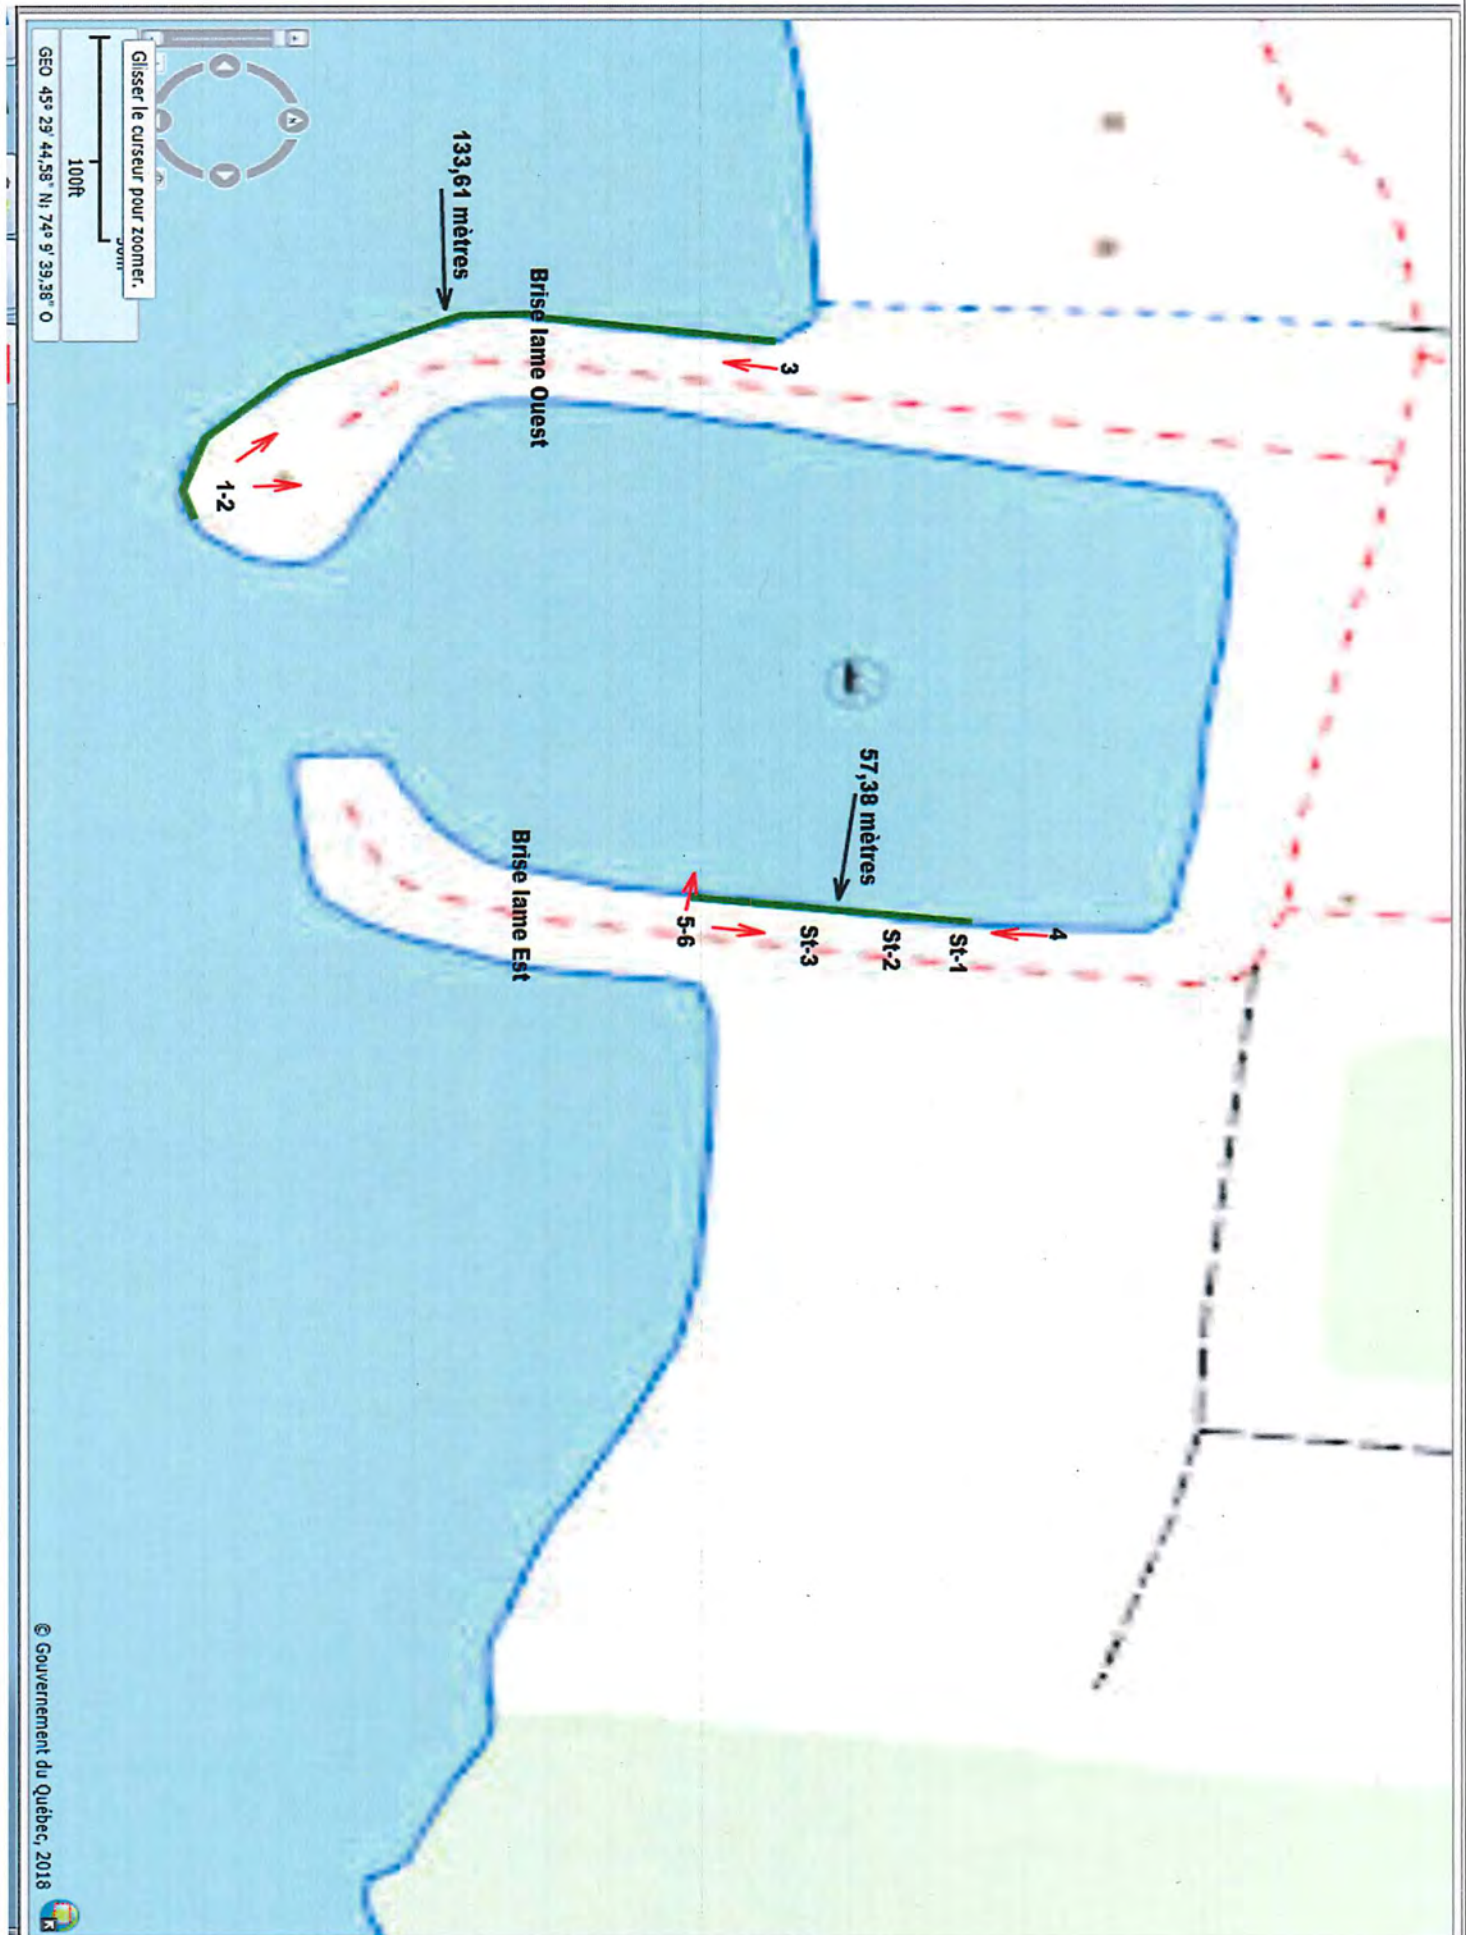 Glisser le curseur pour zoomer.
100ft
GEO 45° 29' 44,58" N; 74° 9' 39,38" O
133,61 mètres
Brise lame Ouest
3
1-2
57,38 mètres
Brise lame Est
5-6
St-3
St-2
St-1
4
© Gouvernement du Québec, 2018
K